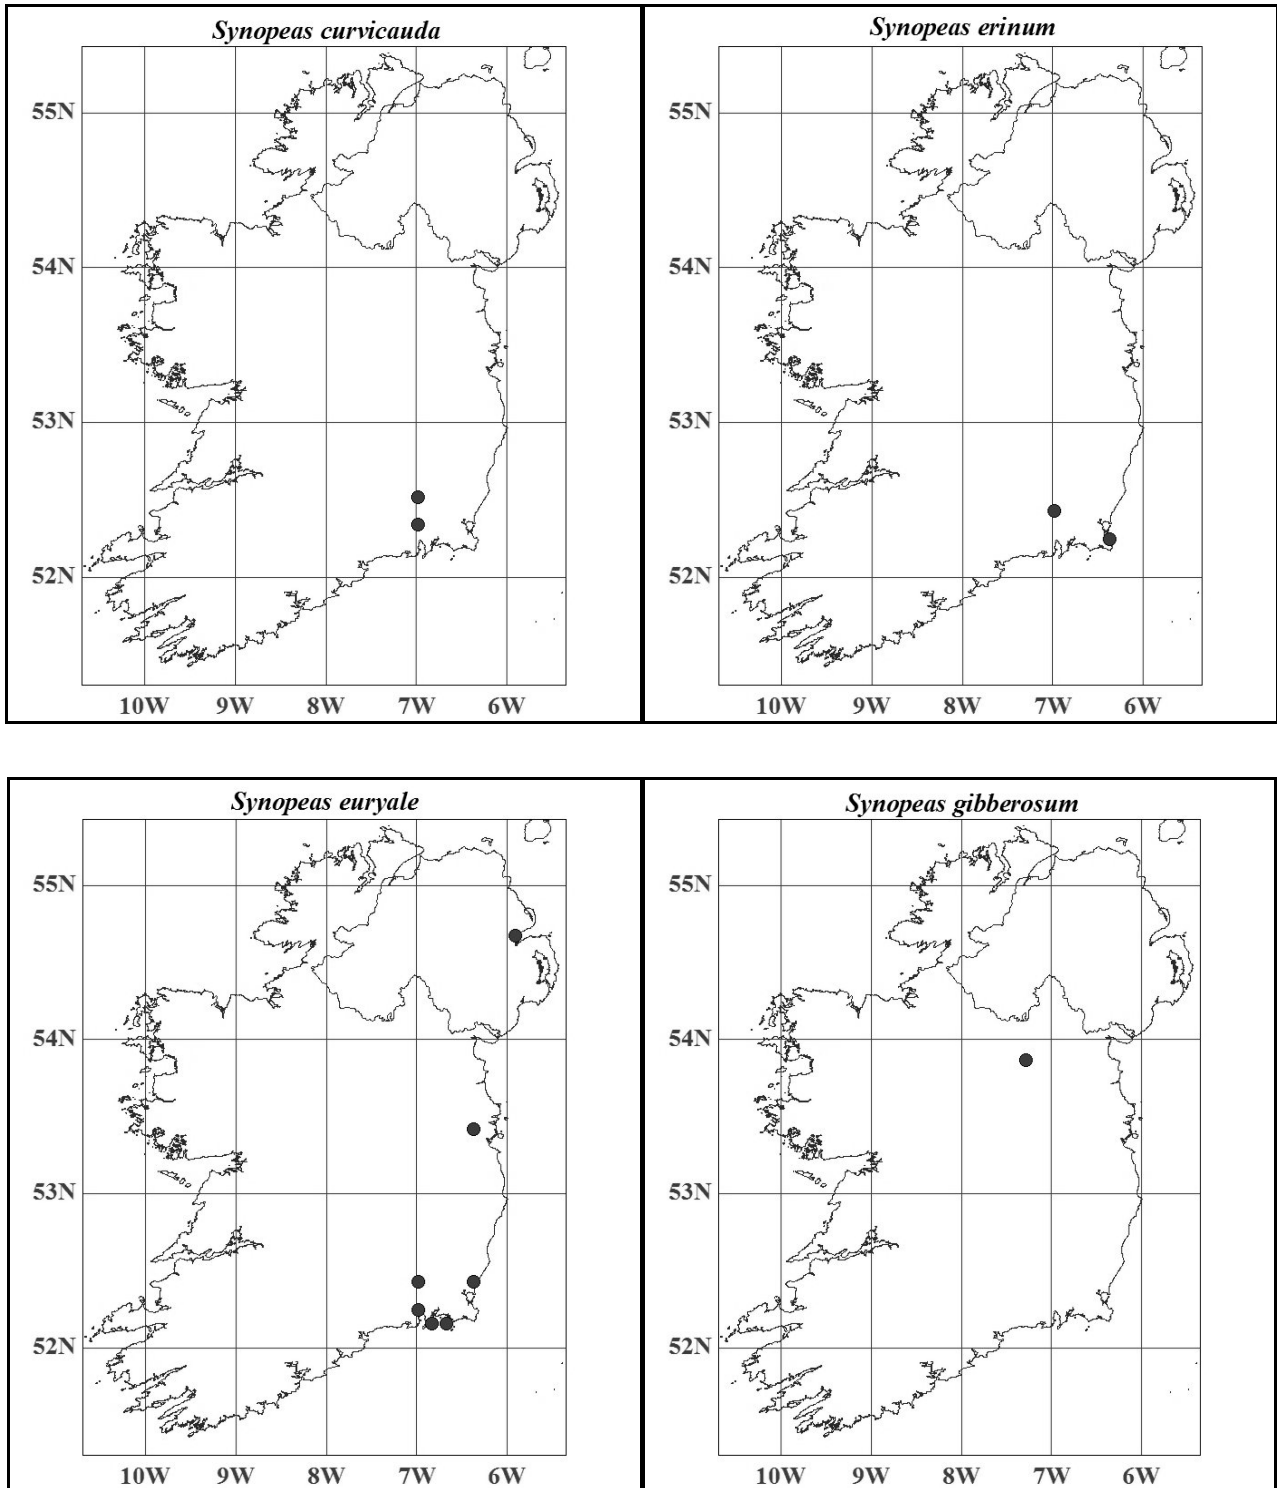 Synopeas curvicauda
55N
54N
53N
52N
10W 9W 8W 7W 6W
Synopeas erinum
55N
54N
53N
52N
10W 9W 8W 7W 6W
Synopeas euryale
55N
54N
53N
52N
10W 9W 8W 7W 6W
Synopeas gibberosum
55N
54N
53N
52N
10W 9W 8W 7W 6W